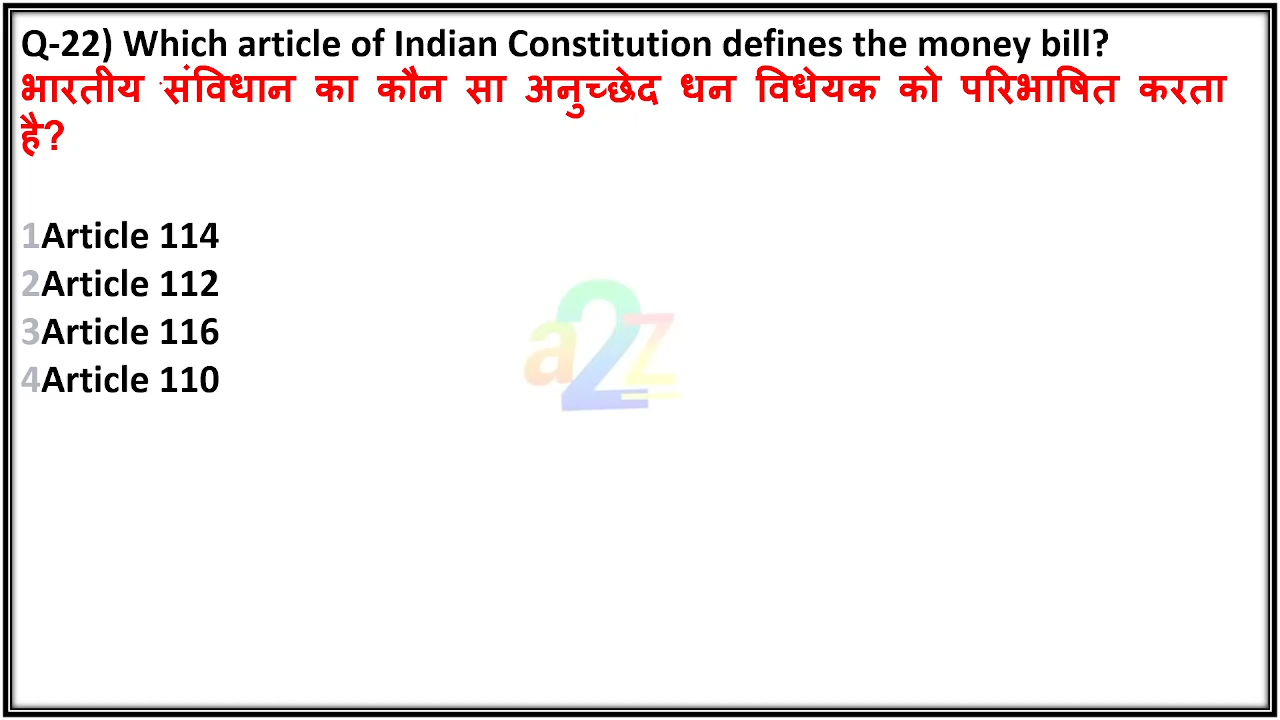 Q-22) Which article of Indian Constitution defines the money bill?
भारतीय संविधान का कौन सा अनुच्छेद धन विधेयक को परिभाषित करता
है?
1Article 114
2Article 112
3Article 116
4Article 110
a2z